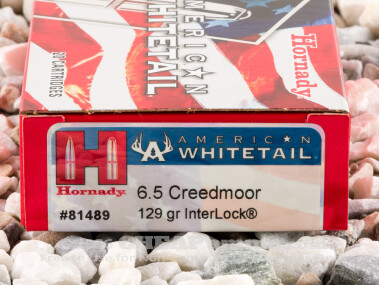 AMERICAN
WHITETAIL
Hornady
20 CARTRIDGES
H
Hornady
AMERICAN
WHITETAIL
6.5 Creedmoor
#81489
129 gr InterLock®